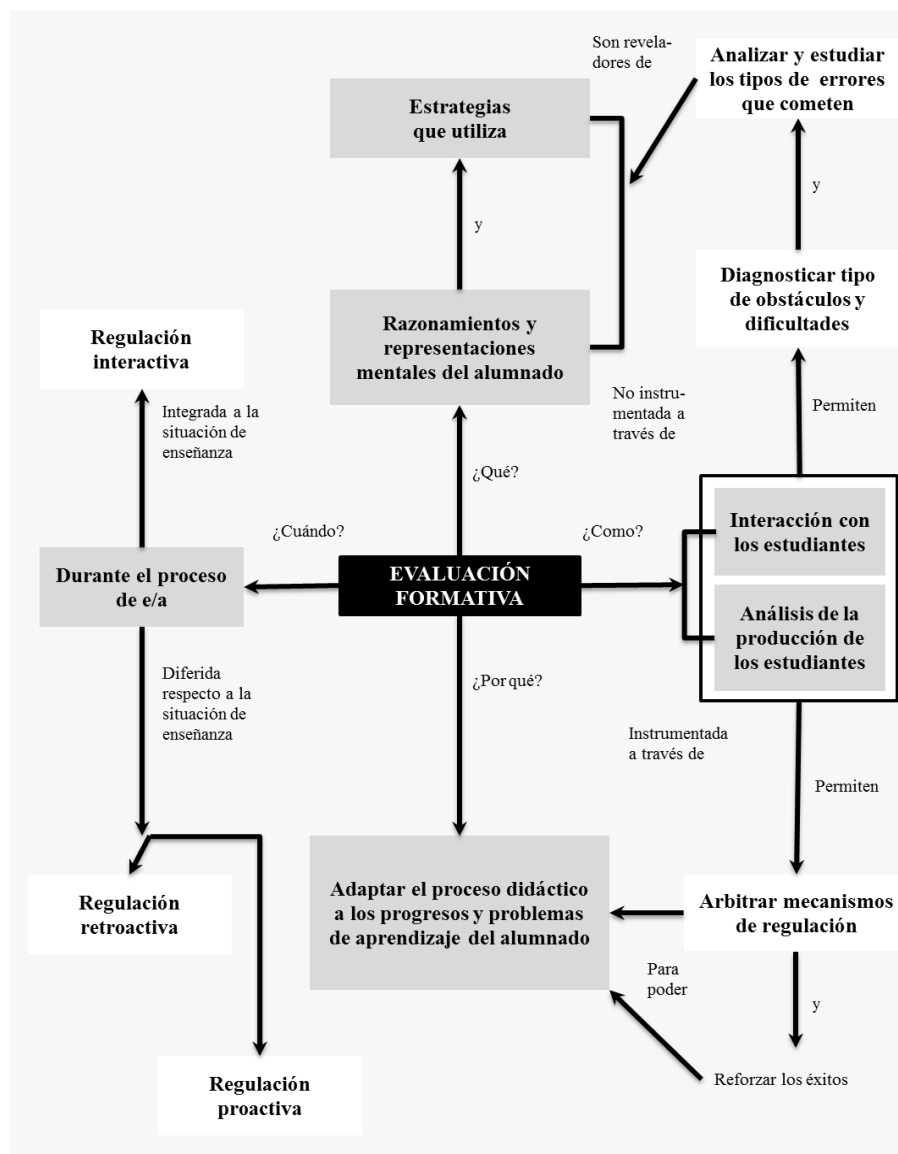 Son revela-
dores de
Analizar y estudiar
los tipos de errores
que cometen
Estrategias
que utiliza
y
y
Diagnosticar tipo
de obstáculos y
dificultades
Razonamientos y
representaciones
mentales del alumnado
Regulación
interactiva
No instru-
mentada a
través de
Permiten
Integrada a la
situación de
enseñanza
¿Qué?
¿Cuándo?
¿Como?
Interacción con
los estudiantes
Durante el proceso
de e/a
EVALUACIÓN
FORMATIVA
Análisis de la
producción de
los estudiantes
Diferida
respecto a la
situación de
enseñanza
¿Por qué?
Instrumentada
a través de
Permiten
Adaptar el proceso didáctico
a los progresos y problemas
de aprendizaje del alumnado
Arbitrar mecanismos
de regulación
Regulación
retroactiva
Para
poder
y
Reforzar los éxitos
Regulación
proactiva